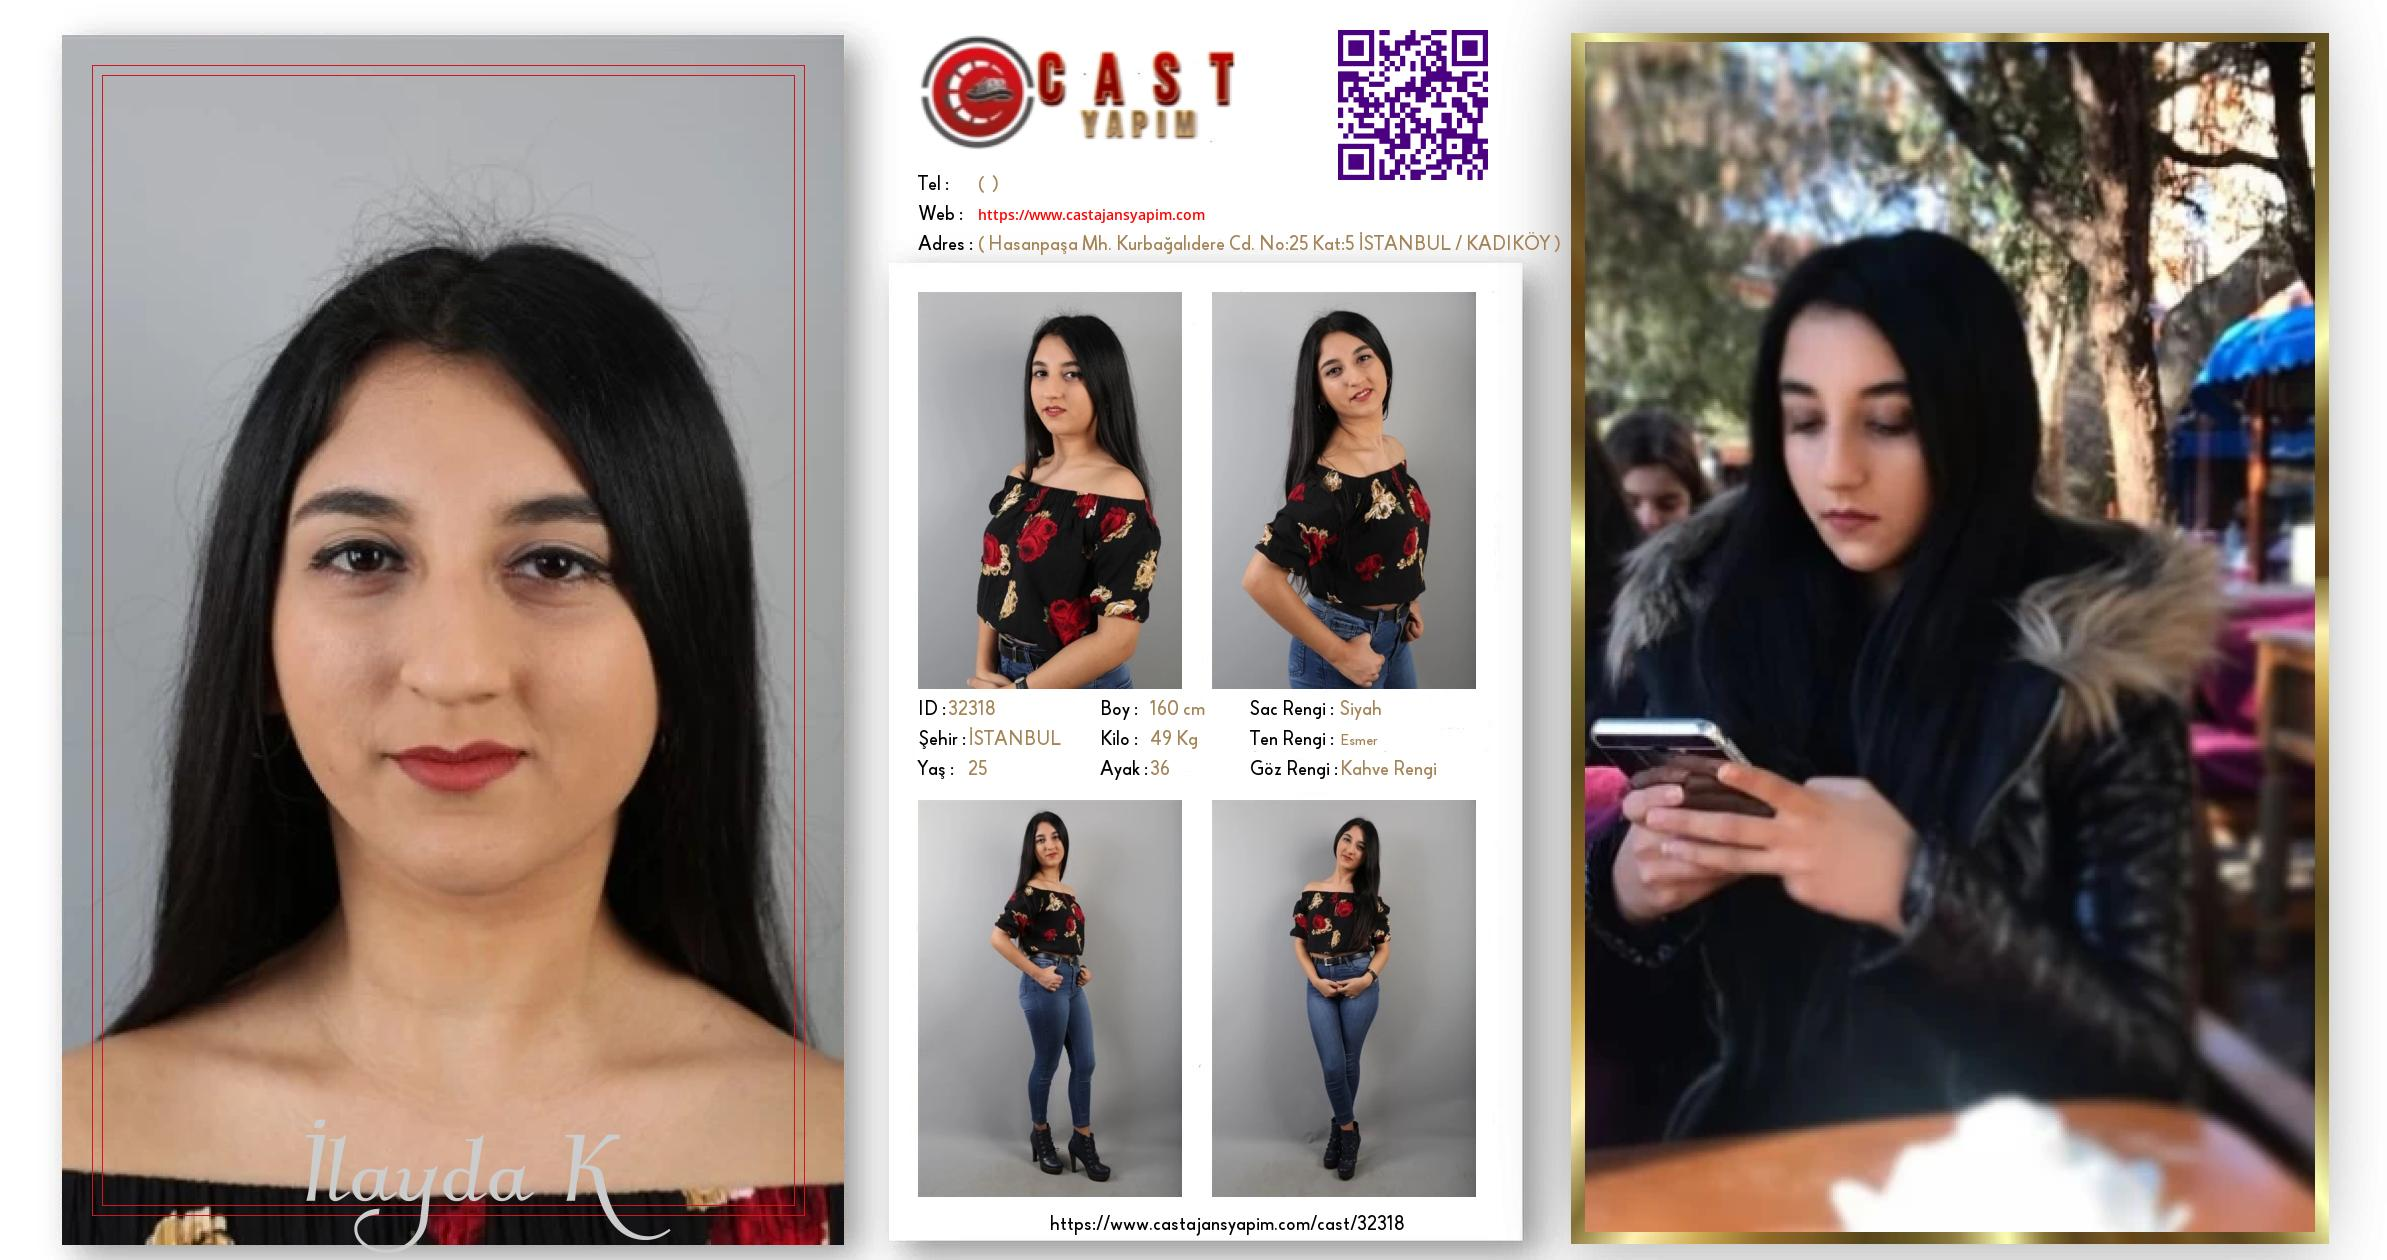 İlayda K
CAST
YAPIM
Tel : ( )
Web : https://www.castajansyapim.com
Adres : ( Hasanpaşa Mh. Kurbağalıdere Cd. No:25 Kat:5 İSTANBUL / KADIKÖY )
ID : 32318 Boy : 160 cm Sac Rengi : Siyah
Şehir : İSTANBUL Kilo : 49 Kg Ten Rengi : Esmer
Yaş : 25 Ayak : 36 Göz Rengi : Kahve Rengi
https://www.castajansyapim.com/cast/32318